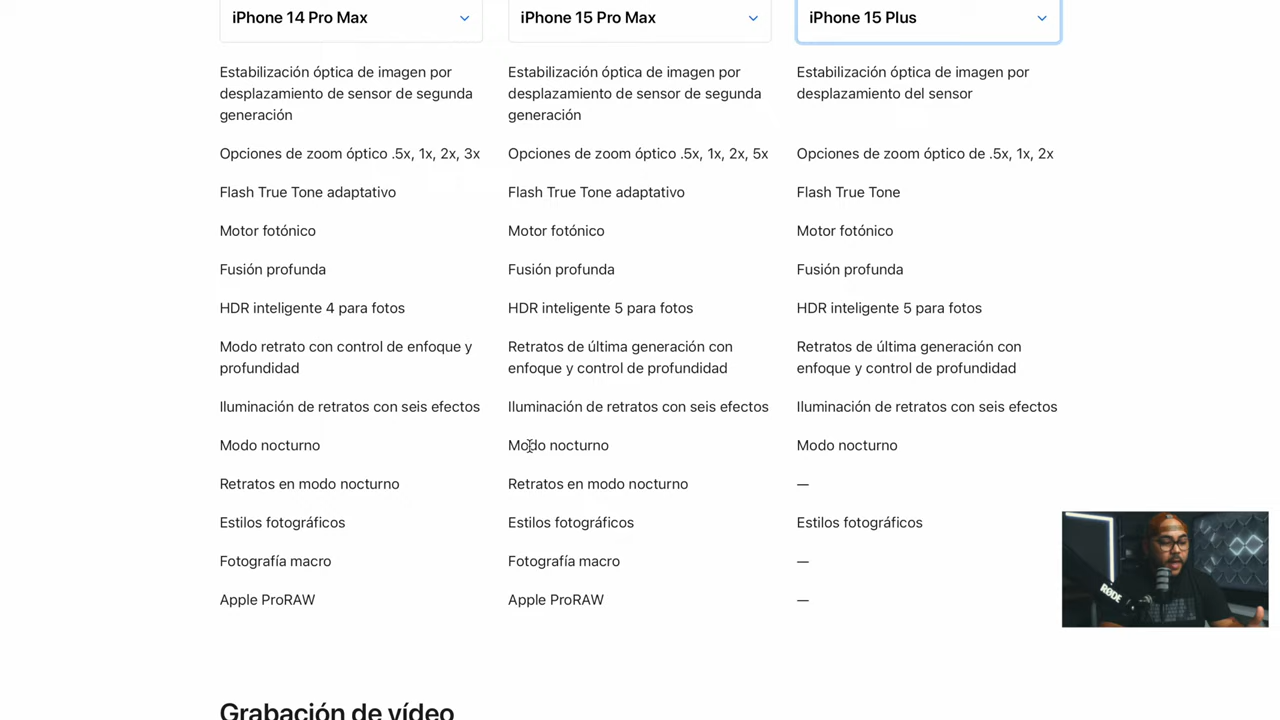 iPhone 14 Pro Max
iPhone 15 Pro Max
iPhone 15 Plus
Estabilización óptica de imagen por
desplazamiento de sensor de segunda
generación
Estabilización óptica de imagen por
desplazamiento de sensor de segunda
generación
Estabilización óptica de imagen por
desplazamiento del sensor
Opciones de zoom óptico .5x, 1x, 2x, 3x
Opciones de zoom óptico .5x, 1x, 2x, 5x
Opciones de zoom óptico de .5x, 1x, 2x
Flash True Tone adaptativo
Flash True Tone adaptativo
Flash True Tone
Motor fotónico
Motor fotónico
Motor fotónico
Fusión profunda
Fusión profunda
Fusión profunda
HDR inteligente 4 para fotos
HDR inteligente 5 para fotos
HDR inteligente 5 para fotos
Modo retrato con control de enfoque y
profundidad
Retratos de última generación con
enfoque y control de profundidad
Retratos de última generación con
enfoque y control de profundidad
Iluminación de retratos con seis efectos
Iluminación de retratos con seis efectos
Iluminación de retratos con seis efectos
Modo nocturno
Modo nocturno
Modo nocturno
Retratos en modo nocturno
Retratos en modo nocturno
—
Estilos fotográficos
Estilos fotográficos
Estilos fotográficos
Fotografía macro
Fotografía macro
—
Apple ProRAW
Apple ProRAW
—
RØDE
Grabación de vídeo